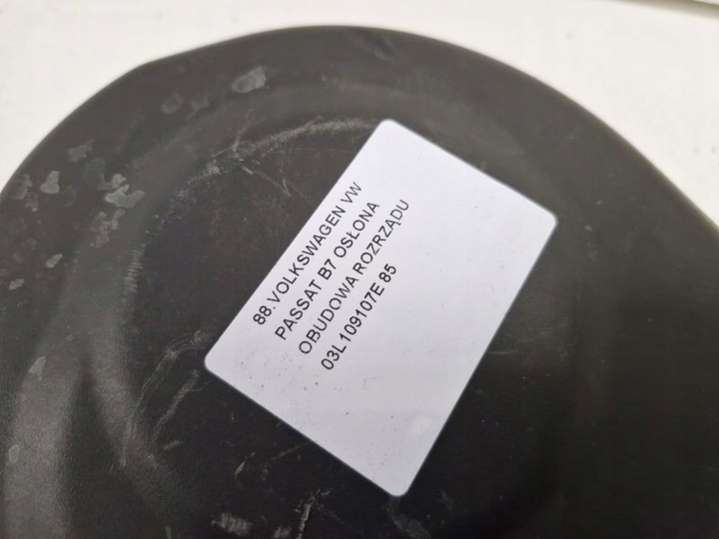 88.VOLKSWAGEN VW
PASSAT B7 OSŁONA
OBUDOWA ROZRZĄDU
03L109107E 85